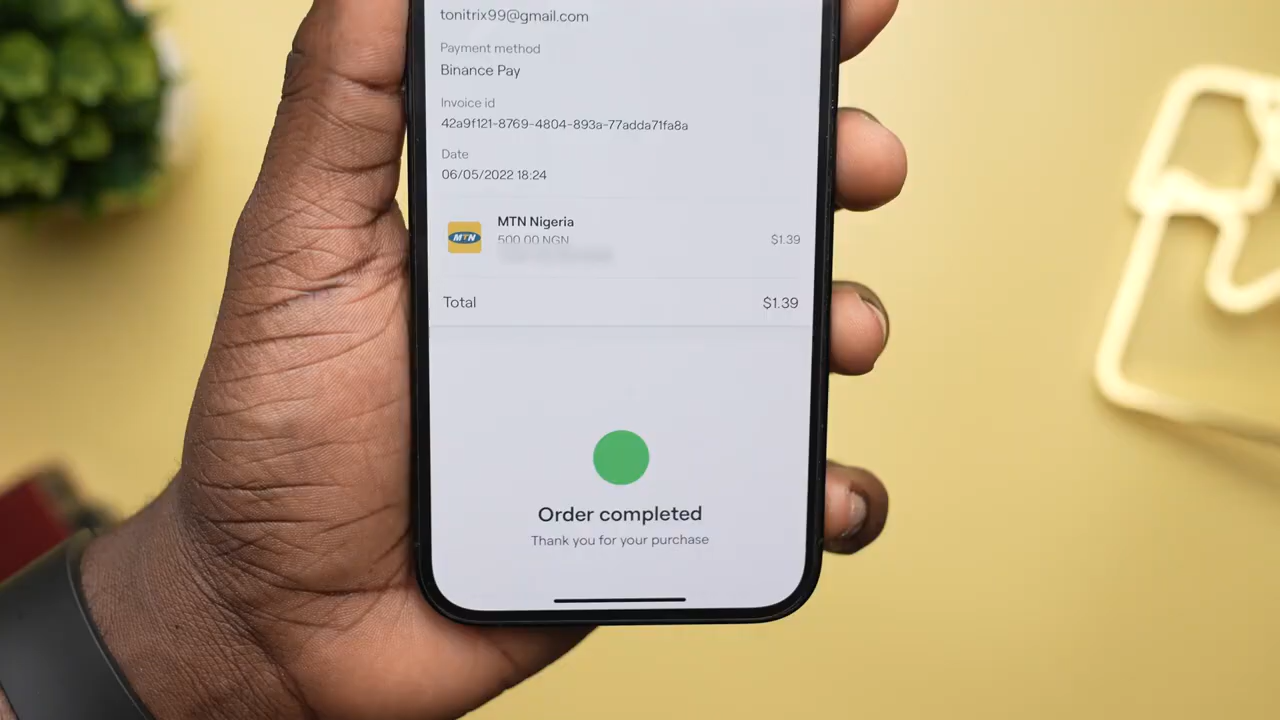 tonitrix99@gmail.com
Payment method
Binance Pay
Invoice id
42a9f121-8769-4804-893a-77adda71fa8a
Date
06/05/2022 18:24
MTN Nigeria
MTN
500.00 NGN
$1.39
Total
$1.39
Order completed
Thank you for your purchase